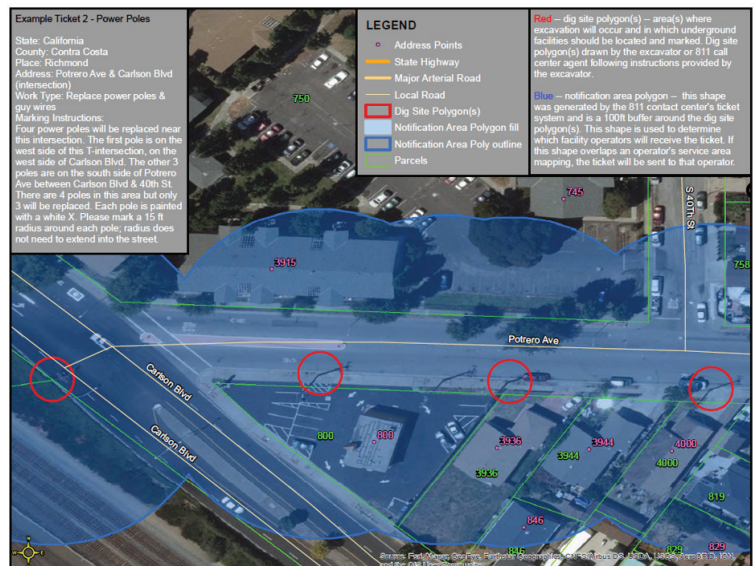 Example Ticket 2 - Power Poles
State: California
County: Contra Costa
Place: Richmond
Address: Potrero Ave & Carlson Blvd
(intersection)
Work Type: Replace power poles &
guy wires
Marking Instructions:
Four power poles will be replaced near
this intersection. The first pole is on the
west side of this T-intersection, on the
west side of Carlson Blvd. The other 3
poles are on the south side of Potrero
Ave between Carlson Blvd & 40th St.
There are 4 poles in this area but only
3 will be replaced. Each pole is painted
with a white X. Please mark a 15 ft
radius around each pole; radius does
not need to extend into the street.
LEGEND
Address Points
State Highway
Major Arterial Road
Local Road
Dig Site Polygon(s)
Notification Area Polygon fill
Notification Area Poly outline
Parcels
Red -- dig site polygon(s) -- area(s) where
excavation will occur and in which underground
facilities should be located and marked. Dig site
polygon(s) drawn by the excavator or 811 call
center agent following instructions provided by
the excavator.
Blue -- notification area polygon -- this shape
was generated by the 811 contact center's ticket
system and is a 100ft buffer around the dig site
polygon(s). This shape is used to determine
which facility operators will receive the ticket. If
this shape overlaps an operator's service area
mapping, the ticket will be sent to that operator.
750
745
S 40th St
3915
758
Potrero Ave
Carlson Blvd
Carlson Blvd
800
800
3936
3936
3944
3944
4000
4000
819
846
846
829
829